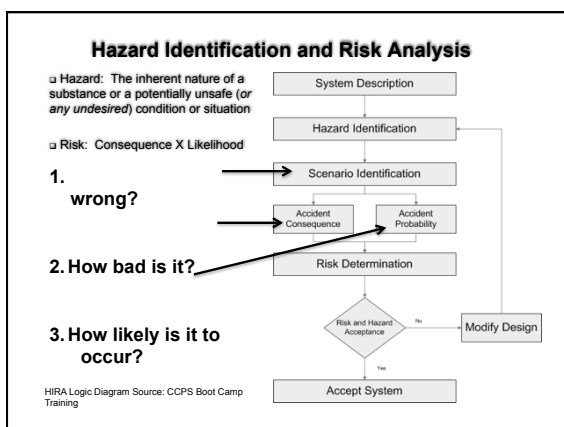 Hazard Identification and Risk Analysis
❑ Hazard: The inherent nature of a
substance or a potentially unsafe (or
any undesired) condition or situation
❑ Risk: Consequence X Likelihood
1.
wrong?
2. How bad is it?
3. How likely is it to
occur?
HIRA Logic Diagram Source: CCPS Boot Camp
Training
System Description
Hazard Identification
Scenario Identification
Accident
Consequence
Accident
Probability
Risk Determination
Risk and Hazard
Acceptance
No
Modify Design
Yes
Accept System